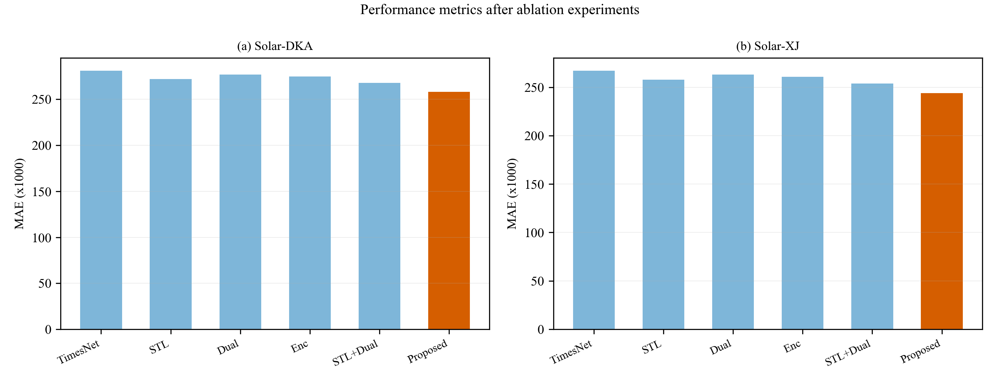 Performance metrics after ablation experiments
(a) Solar-DKA
MAE (x1000)
250
200
150
100
50
0
TimesNet
STL
Dual
Enc
STL+Dual
Proposed
(b) Solar-XJ
MAE (x1000)
250
200
150
100
50
0
TimesNet
STL
Dual
Enc
STL+Dual
Proposed